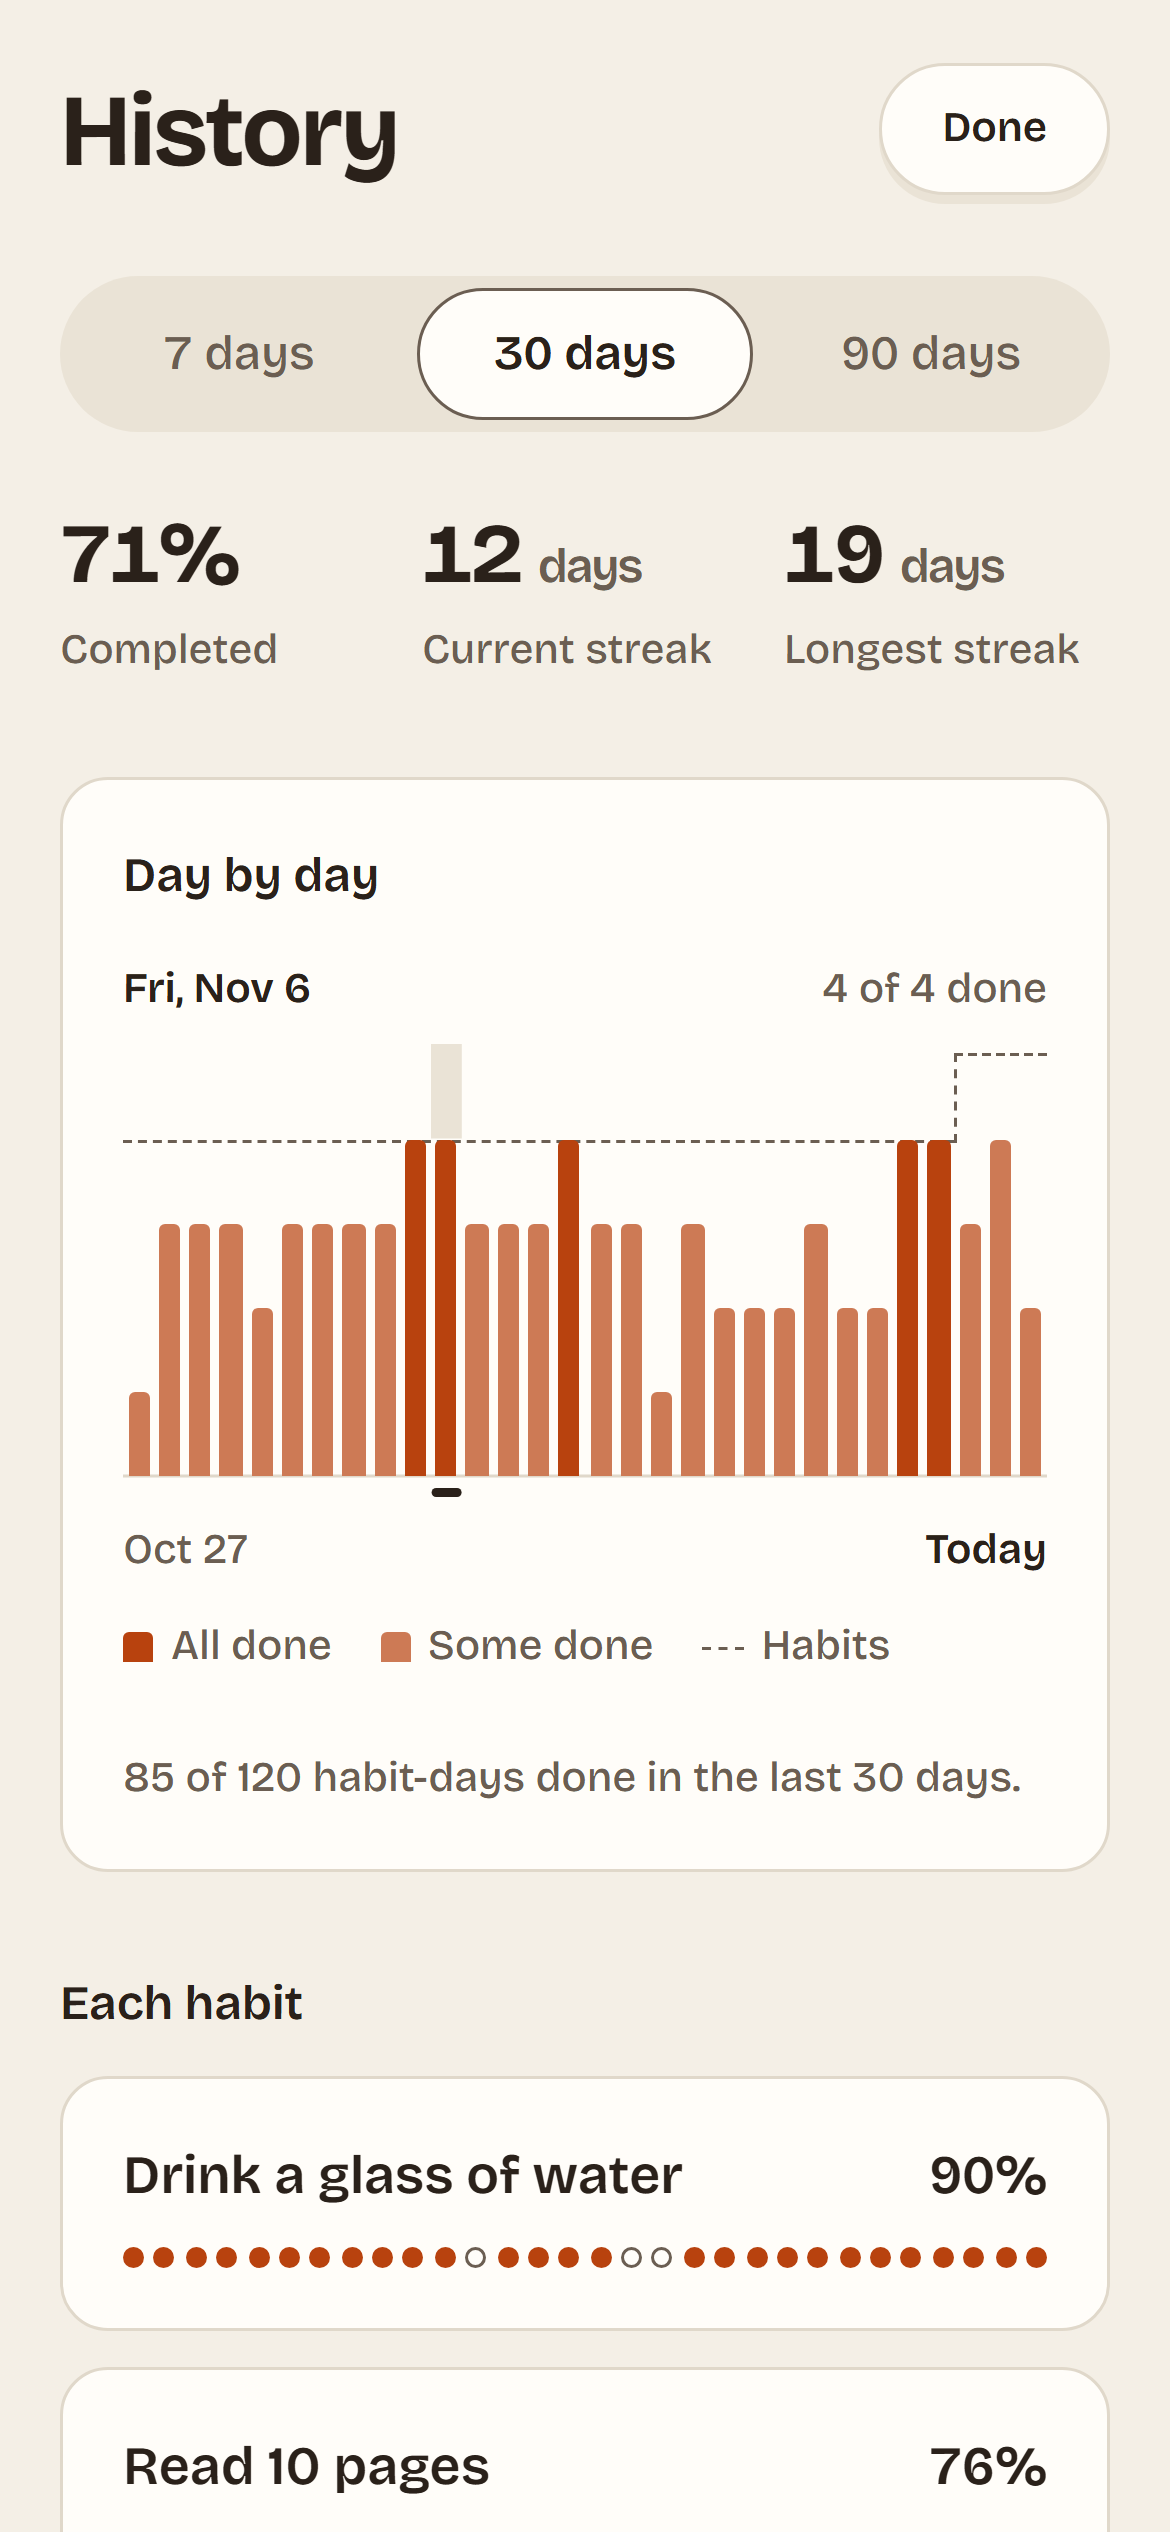 History
Done
7 days
30 days
90 days
71%
Completed
12 days
Current streak
19 days
Longest streak
Day by day
Fri, Nov 6
4 of 4 done
Oct 27
Today
All done
Some done
Habits
85 of 120 habit-days done in the last 30 days.
Each habit
Drink a glass of water
90%
Read 10 pages
76%